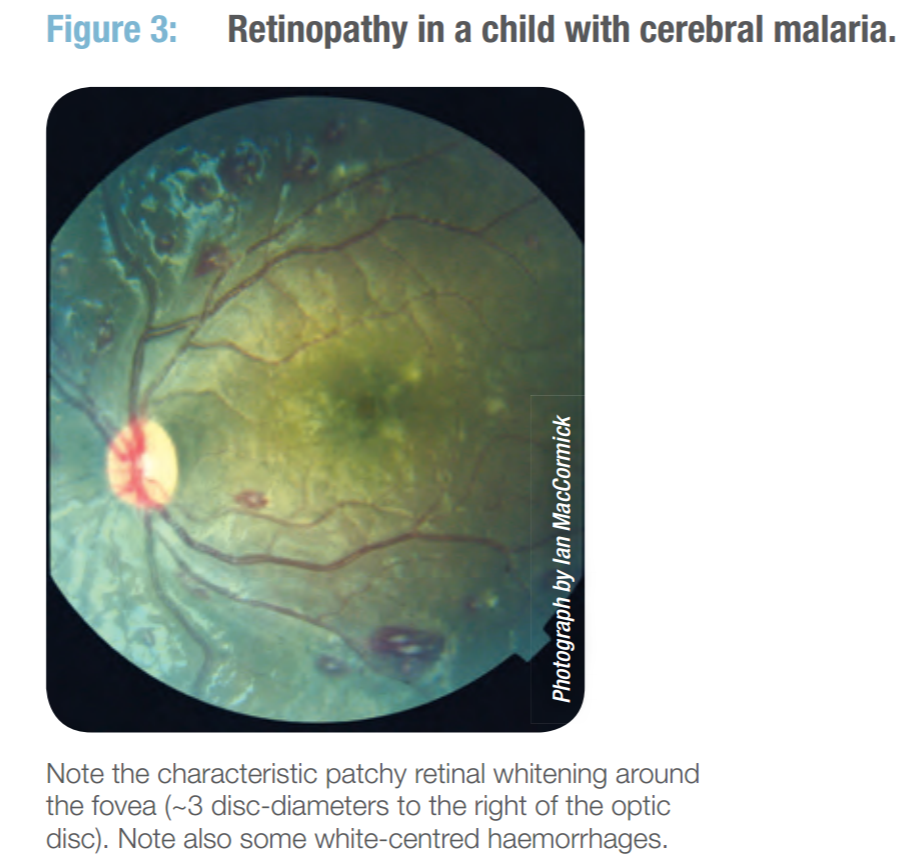 Figure 3: Retinopathy in a child with cerebral malaria.
Photograph by Ian MacCormick
Note the characteristic patchy retinal whitening around
the fovea (~3 disc-diameters to the right of the optic
disc). Note also some white-centred haemorrhages.